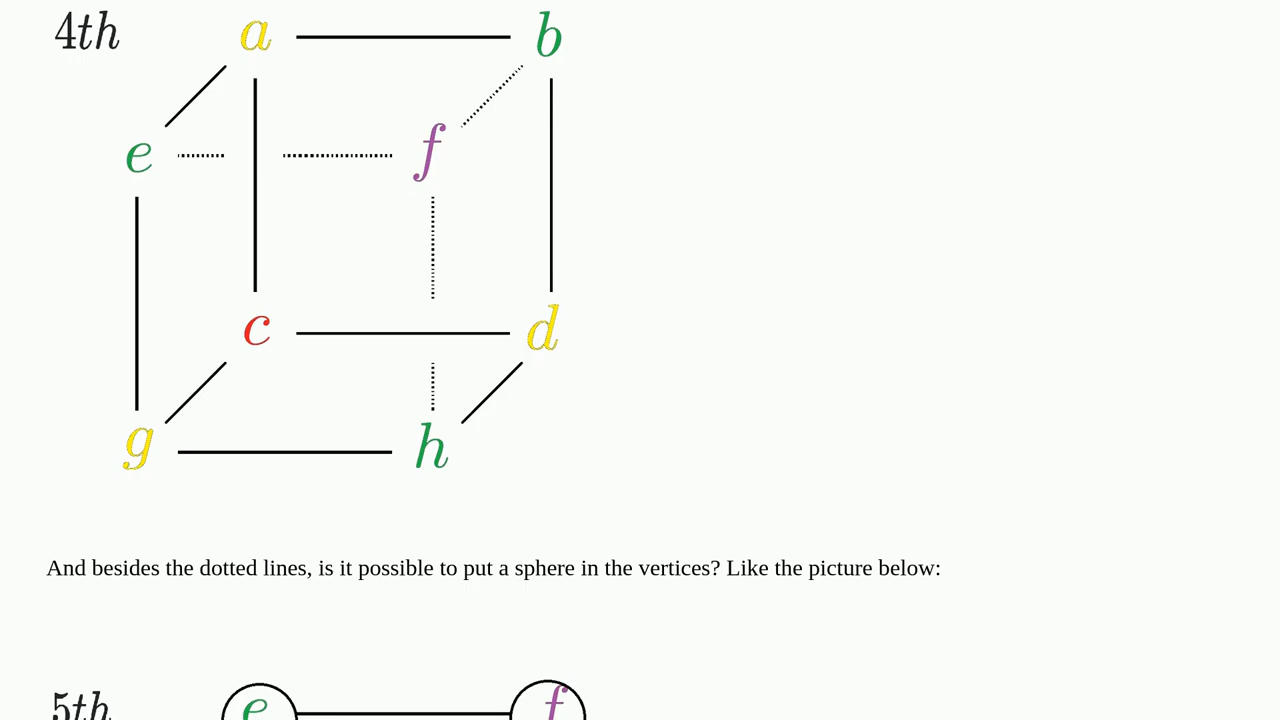 4th a b
e f
c d
g h
And besides the dotted lines, is it possible to put a sphere in the vertices? Like the picture below:
5th e f